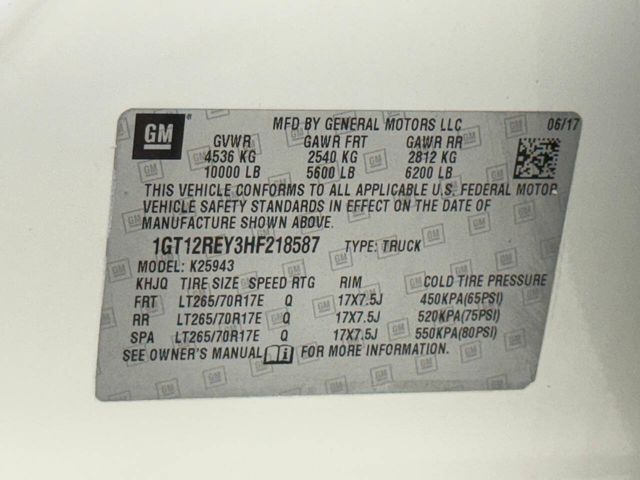 GM ® MFD BY GENERAL MOTORS LLC 06/17
GVWR GAWR FRT GAWR RR
4536 KG 2540 KG 2812 KG
10000 LB 5600 LB 6200 LB
THIS VEHICLE CONFORMS TO ALL APPLICABLE U.S. FEDERAL MOTOR
VEHICLE SAFETY STANDARDS IN EFFECT ON THE DATE OF
MANUFACTURE SHOWN ABOVE.
1GT12REY3HF218587 TYPE: TRUCK
MODEL: K25943
KHJQ TIRE SIZE SPEED RTG RIM COLD TIRE PRESSURE
FRT LT265/70R17E Q 17X7.5J 450KPA(65PSI)
RR LT265/70R17E Q 17X7.5J 520KPA(75PSI)
SPA LT265/70R17E Q 17X7.5J 550KPA(80PSI)
SEE OWNER'S MANUAL FOR MORE INFORMATION.